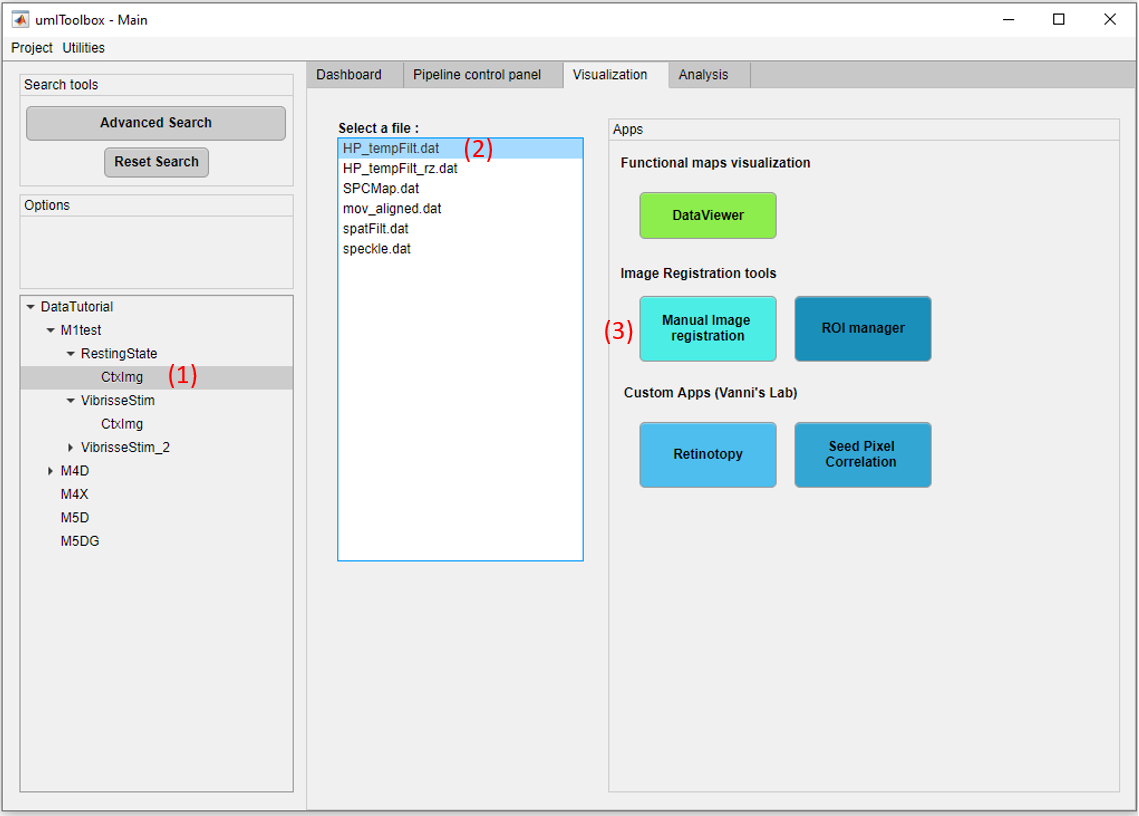 umIToolbox - Main
Project Utilities
Search tools
Advanced Search
Reset Search
Options
DataTutorial
M1test
RestingState
CtxImg (1)
VibrisseStim
CtxImg
VibrisseStim_2
M4D
M4X
M5D
M5DG
Dashboard Pipeline control panel Visualization Analysis
Select a file :
HP_tempFilt.dat (2)
HP_tempFilt_rz.dat
SPCMap.dat
mov_aligned.dat
spatFilt.dat
speckle.dat
Apps
Functional maps visualization
DataViewer
Image Registration tools
(3)
Manual Image
registration
ROI manager
Custom Apps (Vanni's Lab)
Retinotopy
Seed Pixel
Correlation